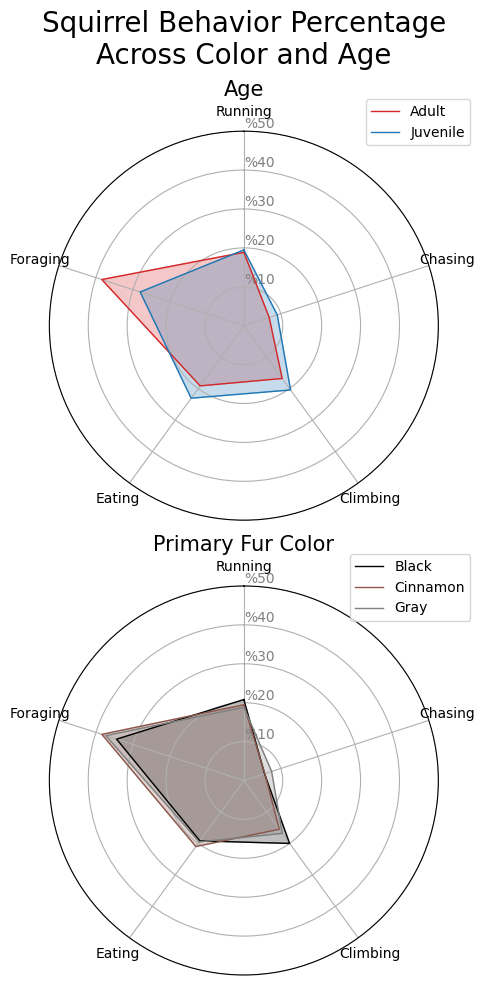 Squirrel Behavior Percentage
Across Color and Age
Age
Running
Adult
Juvenile
%50
%40
%30
%20
%10
Foraging
Chasing
Eating
Climbing
Primary Fur Color
Running
Black
Cinnamon
Gray
%50
%40
%30
%20
%10
Foraging
Chasing
Eating
Climbing